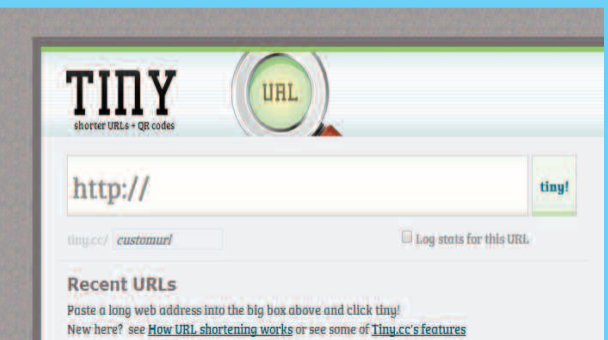 TINY
shorter URLs + QR codes
URL
http://
tiny!
tiny.cc/ customurl
Log stats for this URL
Recent URLs
Paste a long web address into the big box above and click tiny!
New here? see How URL shortening works or see some of Tiny.cc's features